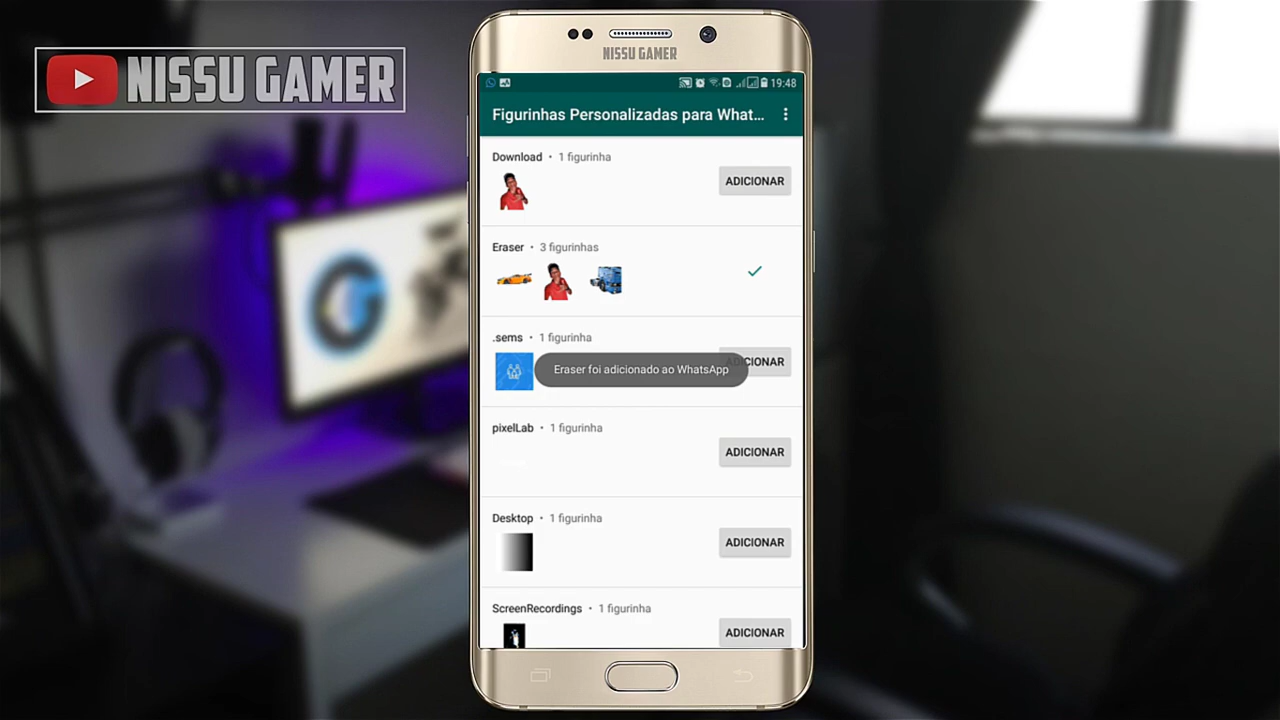 NISSU GAMER
NISSU GAMER
19:48
Figurinhas Personalizadas para What...
Download • 1 figurinha
ADICIONAR
Eraser • 3 figurinhas
.sems • 1 figurinha
ADICIONAR
Eraser foi adicionado ao WhatsApp
pixelLab • 1 figurinha
ADICIONAR
Desktop • 1 figurinha
ADICIONAR
ScreenRecordings • 1 figurinha
ADICIONAR